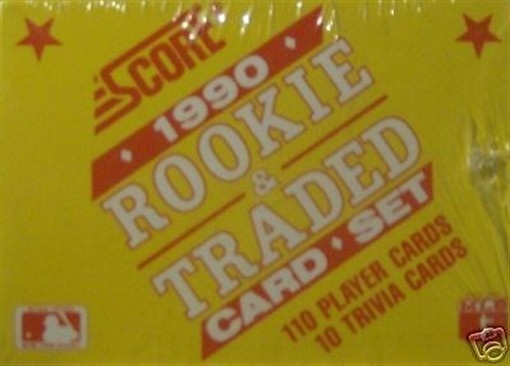 SCORE
1990
ROOKIE
&
TRADED
CARD • SET
110 PLAYER CARDS
10 TRIVIA CARDS